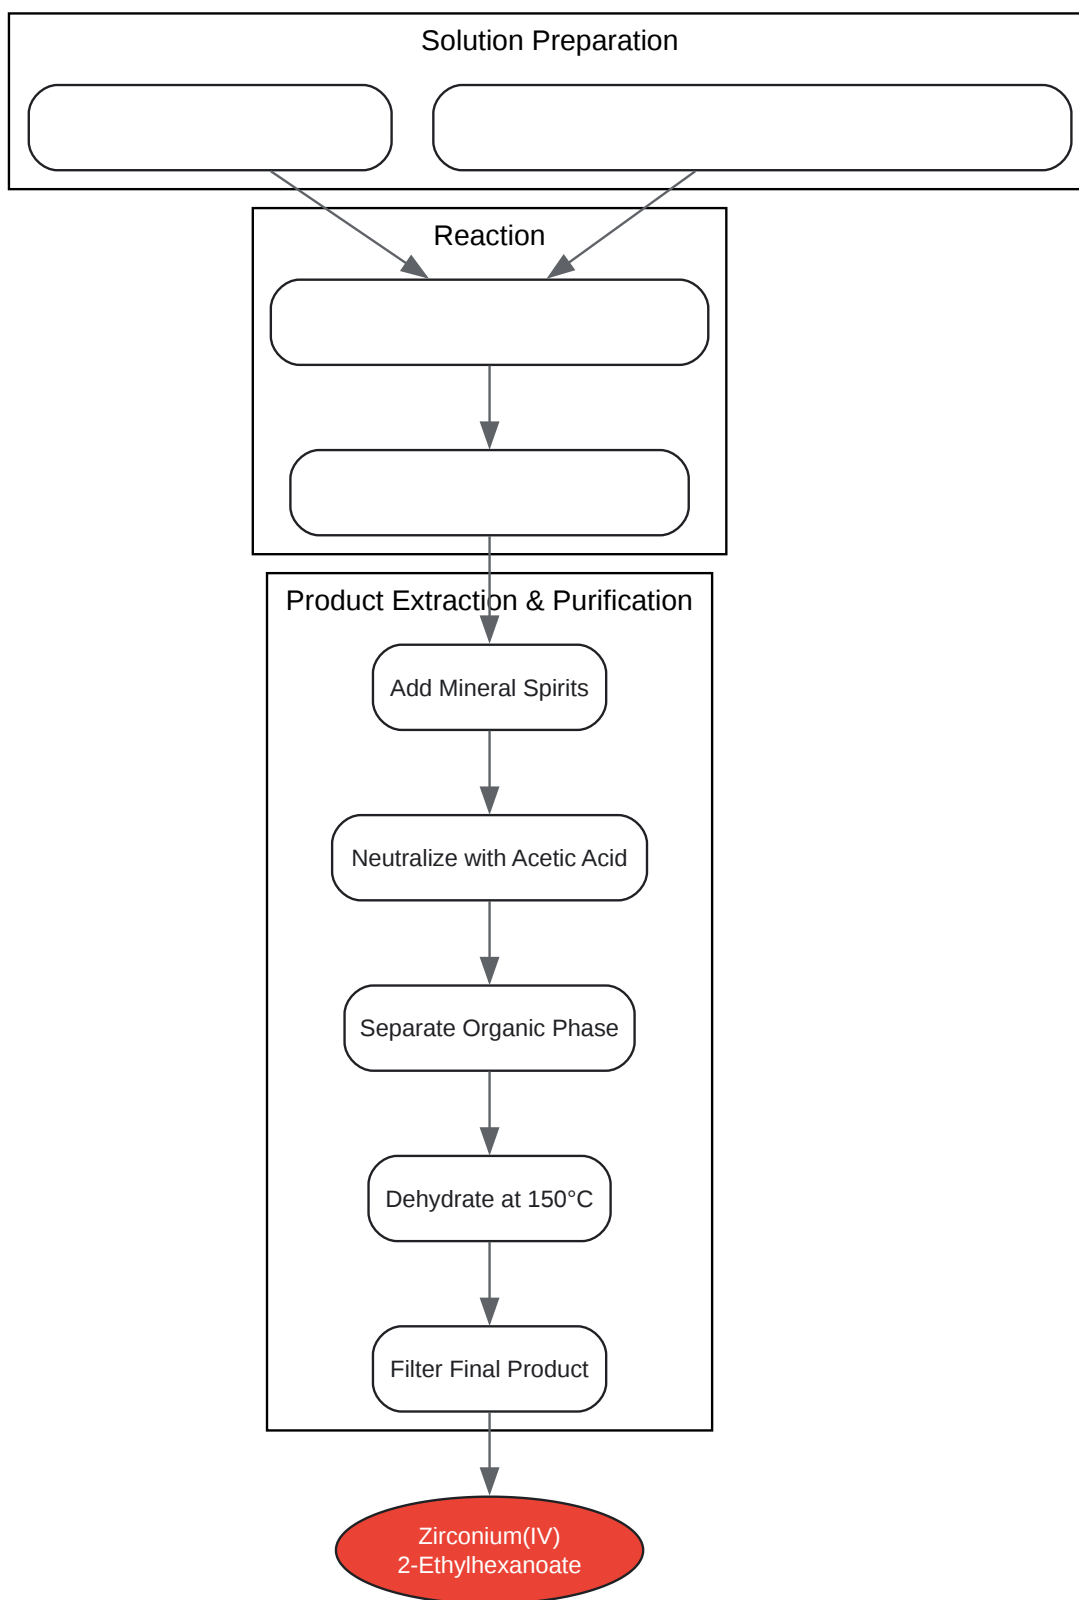 Solution Preparation
Reaction
Product Extraction & Purification
Add Mineral Spirits
Neutralize with Acetic Acid
Separate Organic Phase
Dehydrate at 150°C
Filter Final Product
Zirconium(IV)
2-Ethylhexanoate